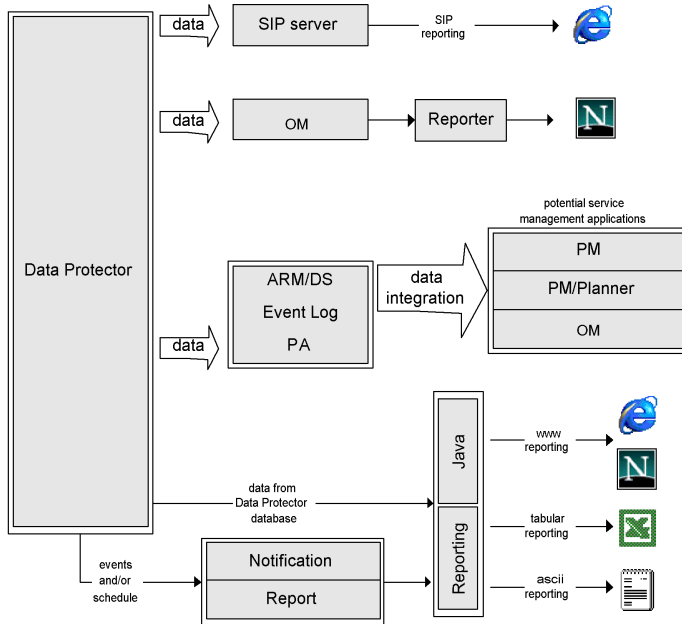 data
SIP server
SIP
reporting
data
OM
Reporter
N
potential service
management applications
Data Protector
ARM/DS
Event Log
PA
data
integration
PM
PM/Planner
OM
data
Java
www
reporting
N
data from
Data Protector
database
Reporting
tabular
reporting
events
and/or
schedule
Notification
Report
ascii
reporting